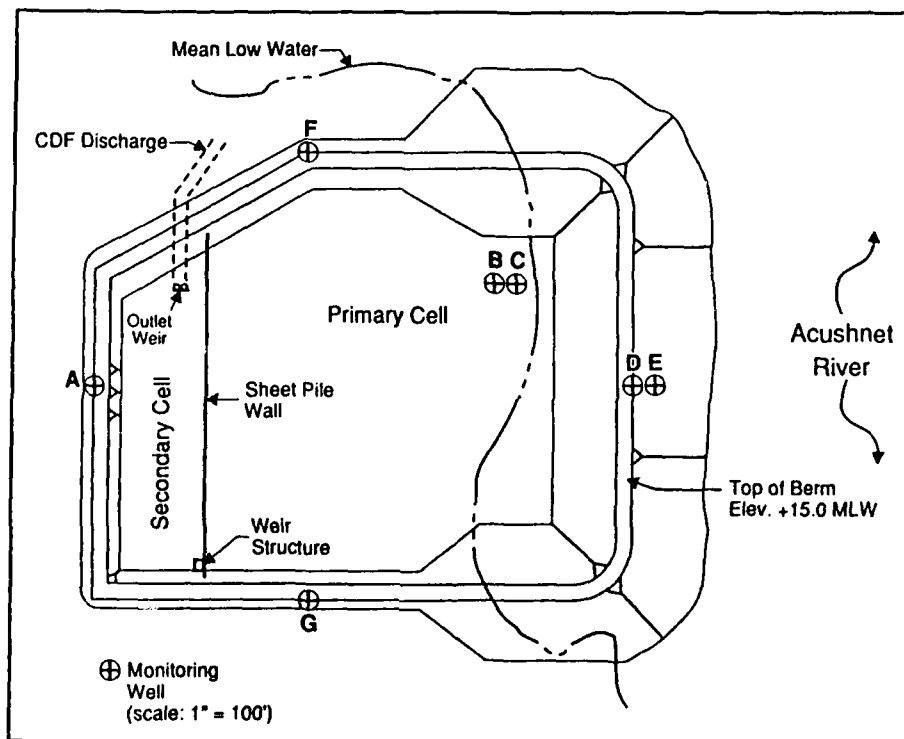 Mean Low Water
CDF Discharge
F
B C
Outlet
Weir
Primary Cell
Acushnet
River
A
D E
Secondary Cell
Sheet Pile
Wall
Top of Berm
Elev. +15.0 MLW
Weir
Structure
G
Monitoring
Well
(scale: 1" = 100')